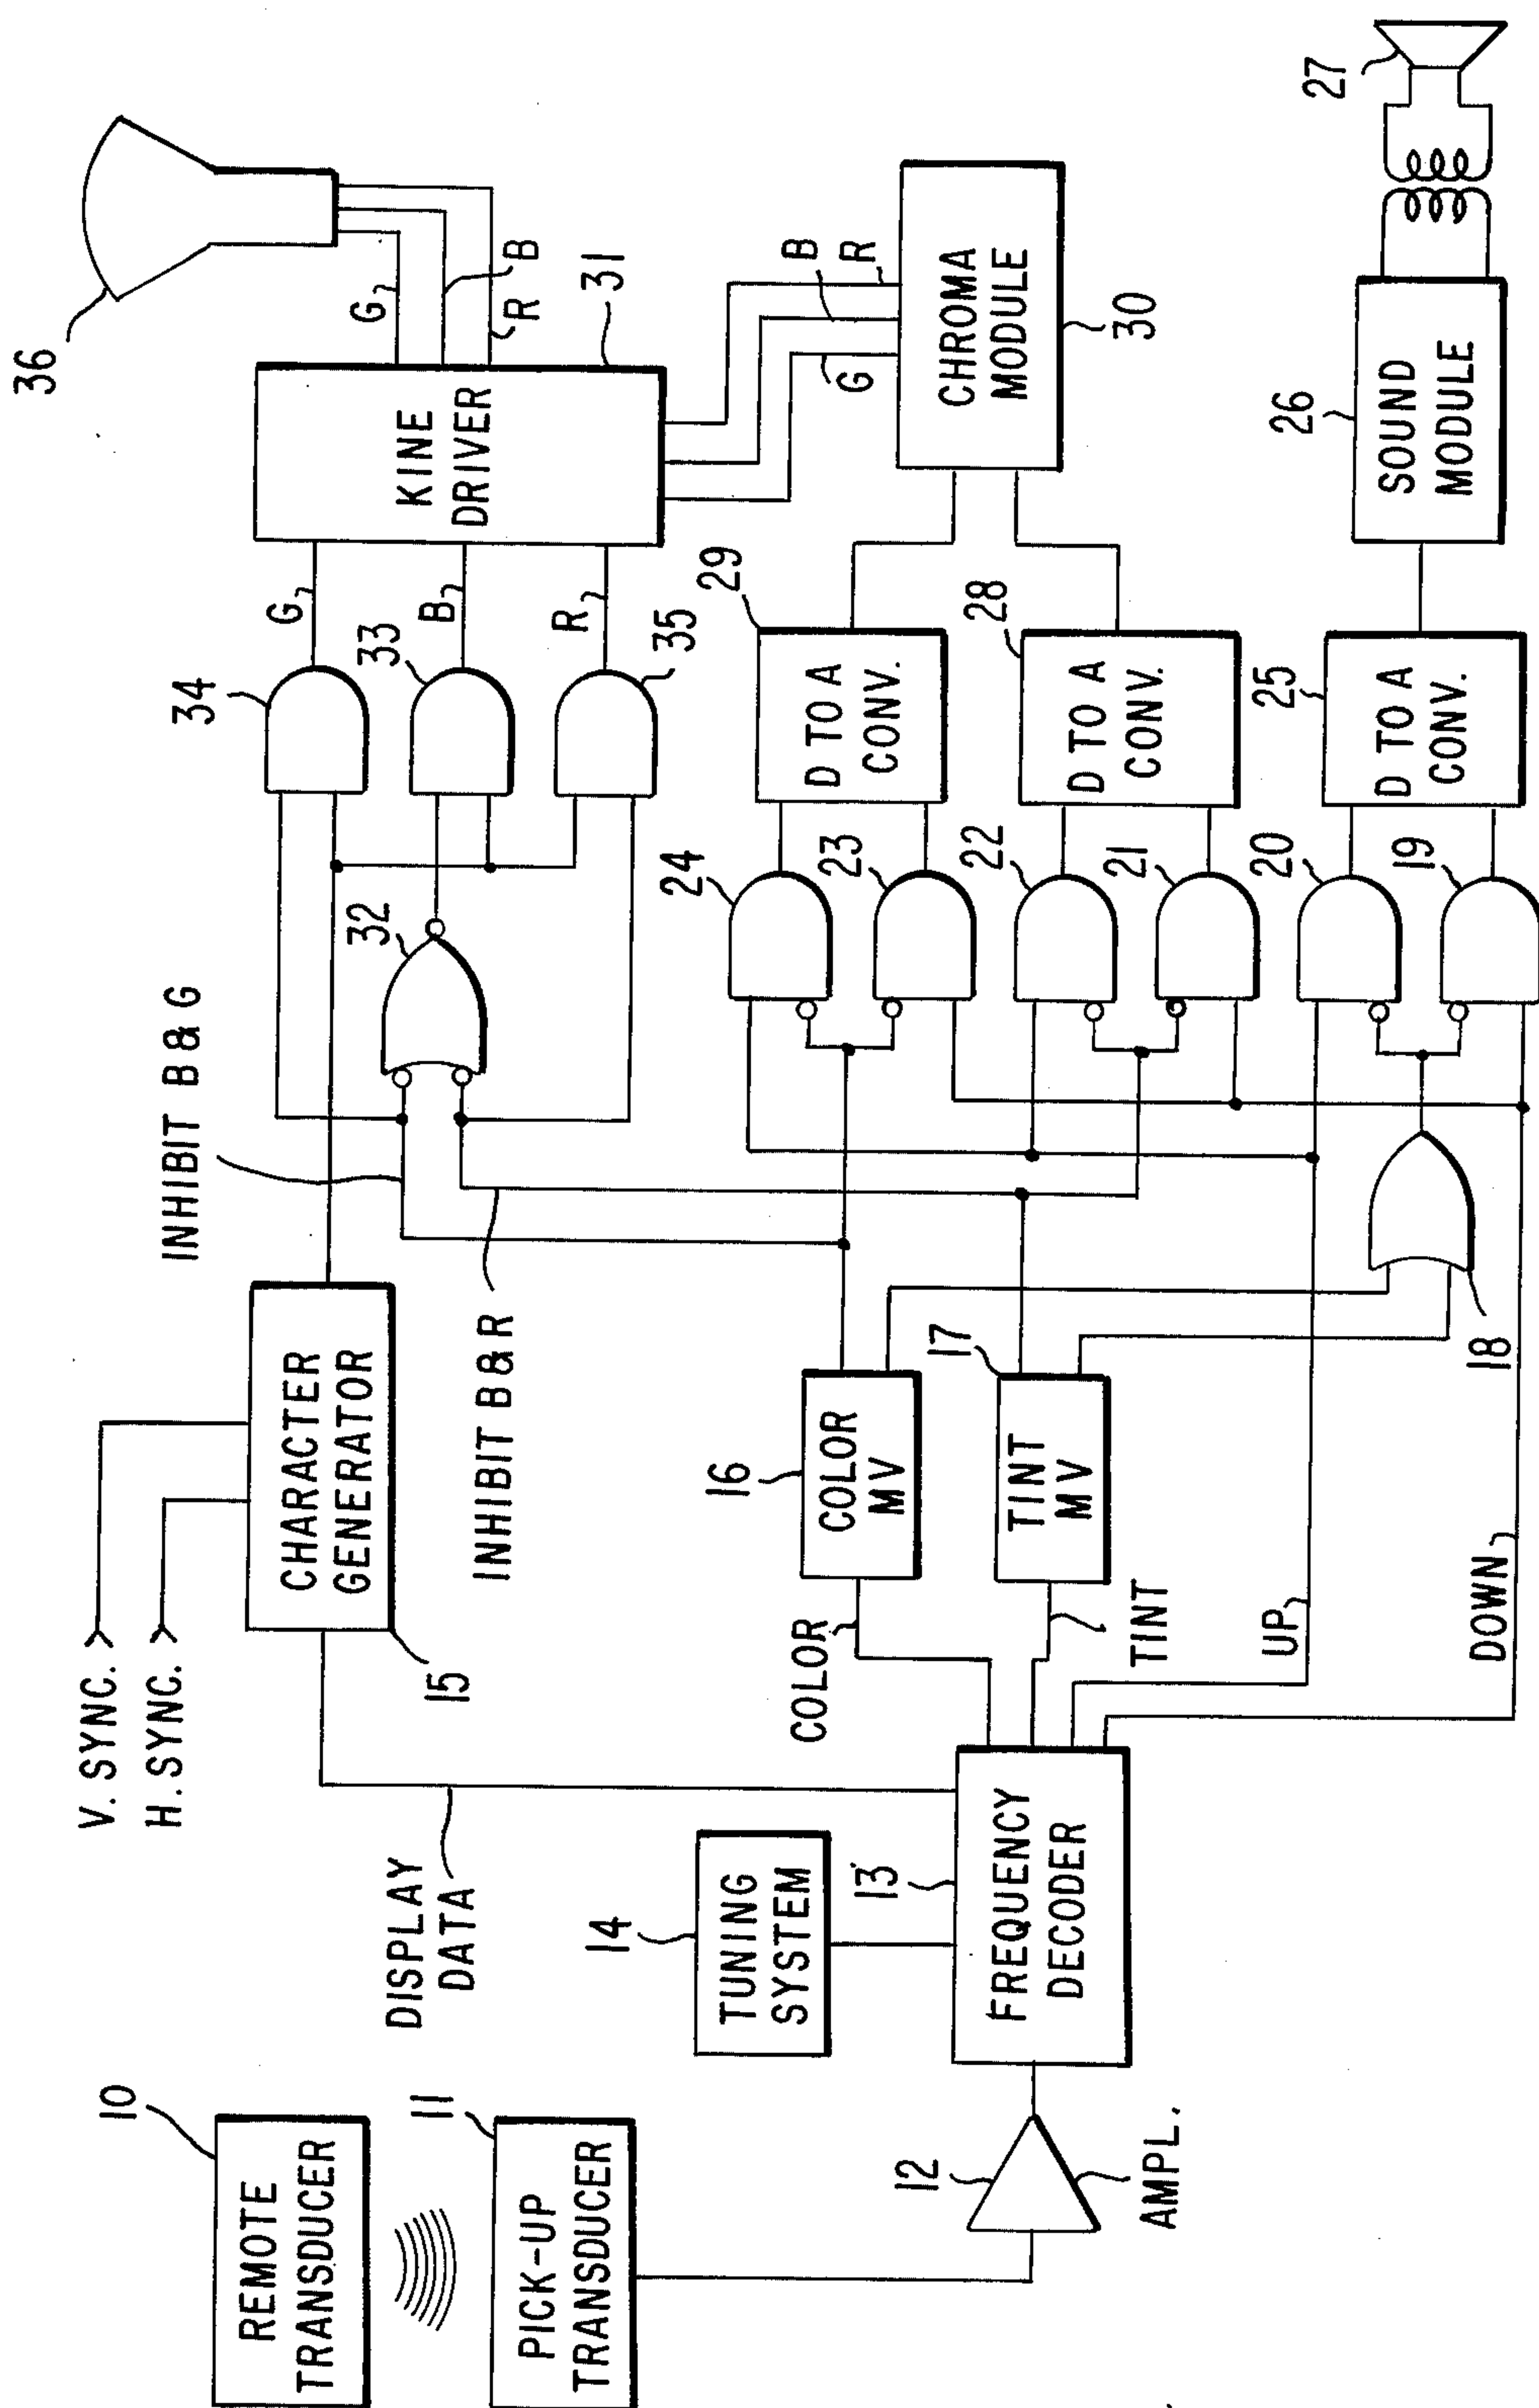 10
REMOTE
TRANSDUCER
11
PICK-UP
TRANSDUCER
12
AMPL.
14
TUNING
SYSTEM
13
FREQUENCY
DECODER
DISPLAY
DATA
V. SYNC.
H. SYNC.
15
CHARACTER
GENERATOR
COLOR
TINT
UP
DOWN
16
COLOR
MV
17
TINT
MV
18
INHIBIT B & R
INHIBIT B & G
32
34
33
35
G
B
R
24
23
22
21
20
19
29
D TO A
CONV.
28
D TO A
CONV.
25
D TO A
CONV.
KINE
DRIVER
31
G
B
R
36
G
B
R
CHROMA
MODULE
30
26
SOUND
MODULE
27